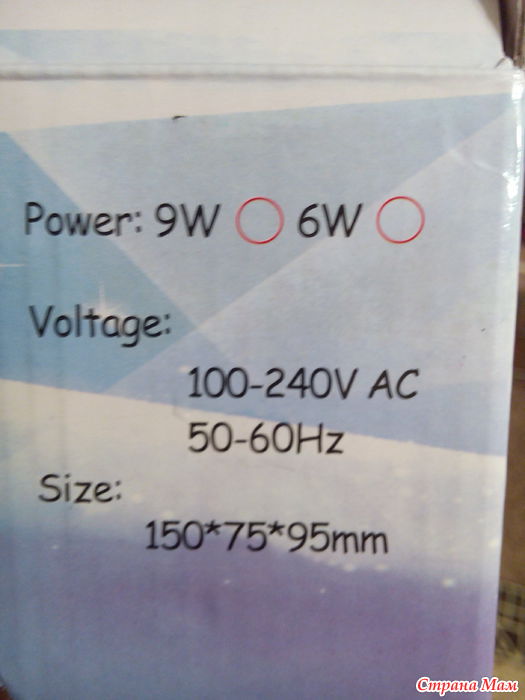 Power: 9W 6W
Voltage:
100-240V AC
50-60Hz
Size:
150*75*95mm
Страна Мам